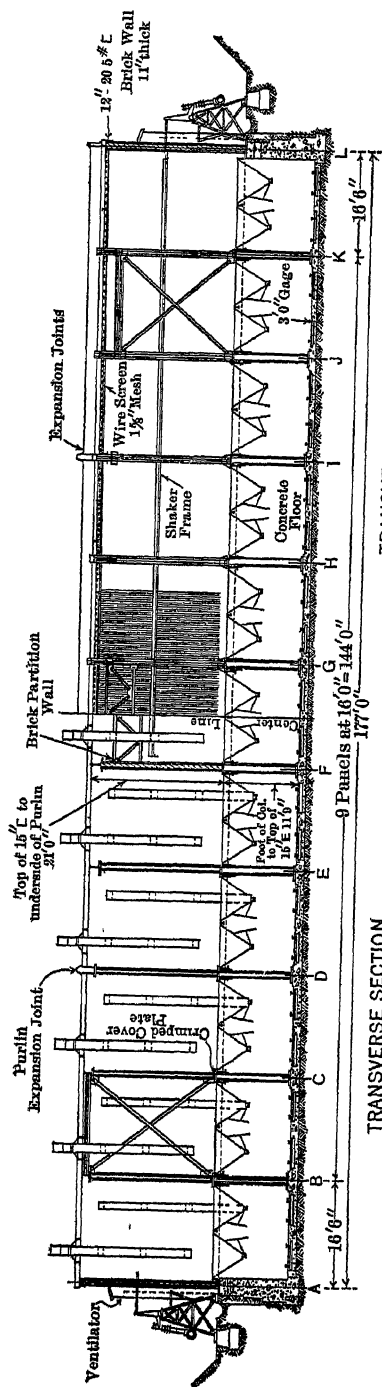 12"-20.5# C
Brick Wall
11"thick
Expansion Joints
Wire Screen
1⅛"Mesh
Shaker
Frame
3'0"Gage
Concrete
Floor
Brick Partition
Wall
Center
Line
Top of 15"C to
underside of Purlin
21'0"
Foot of Col.
to Top of
15"C 11'0"
Purlin
Expansion Joint
Crimped Cover
Plate
Ventilator
A
B
C
D
E
F
G
H
I
J
K
L
16'6"
9 Panels at 16'0"=144'0"
16'6"
177'0"
TRANSVERSE SECTION